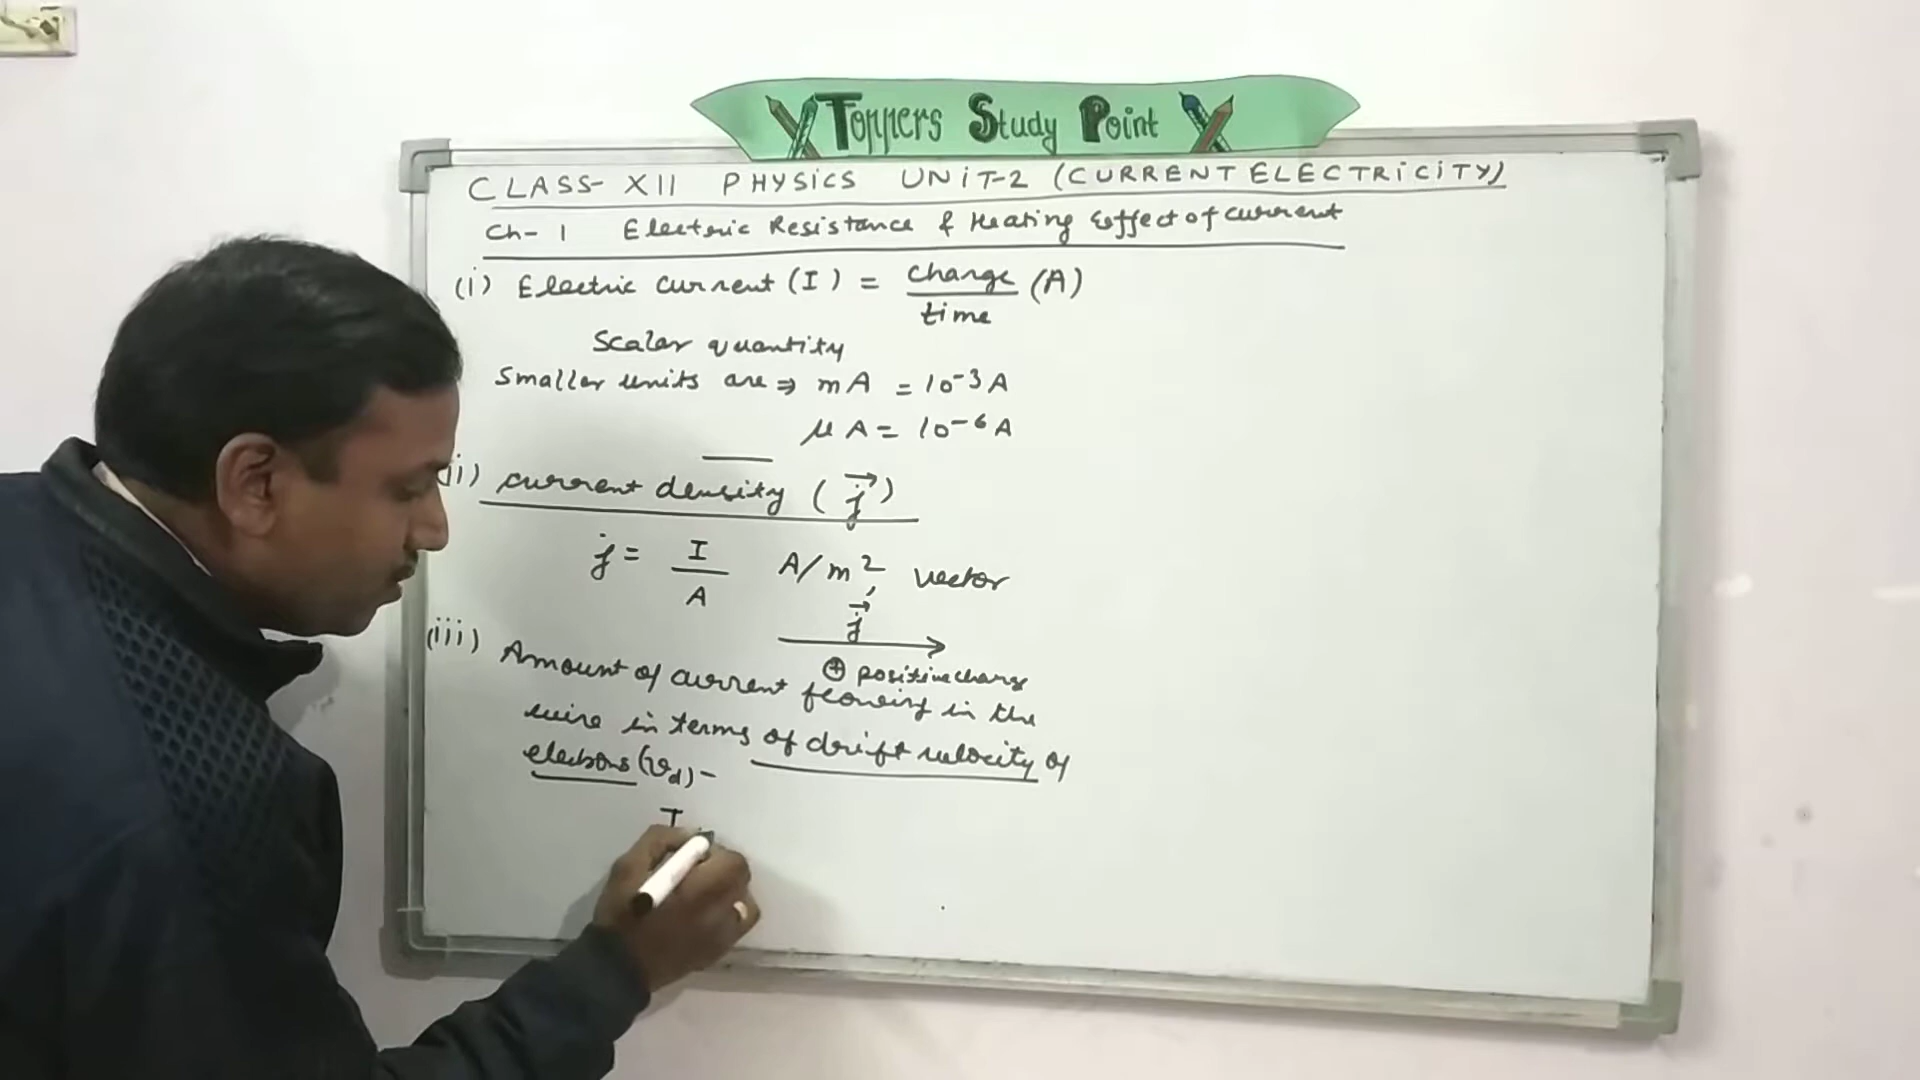 Toppers Study Point
CLASS- XII PHYSICS UNIT-2 (CURRENT ELECTRICITY)
Ch- 1 Electric Resistance & Heating Effect of current
(i) Electric current (I) = charge / time (A)
Scalar quantity
Smaller units are ⇒ mA = 10⁻³ A
μA = 10⁻⁶ A
(ii) current density (j⃗)
j = I / A A/m², vector
j⃗
⊕ positive charge
(iii) Amount of current flowing in the
wire in terms of drift velocity of
electrons (vd) -
I